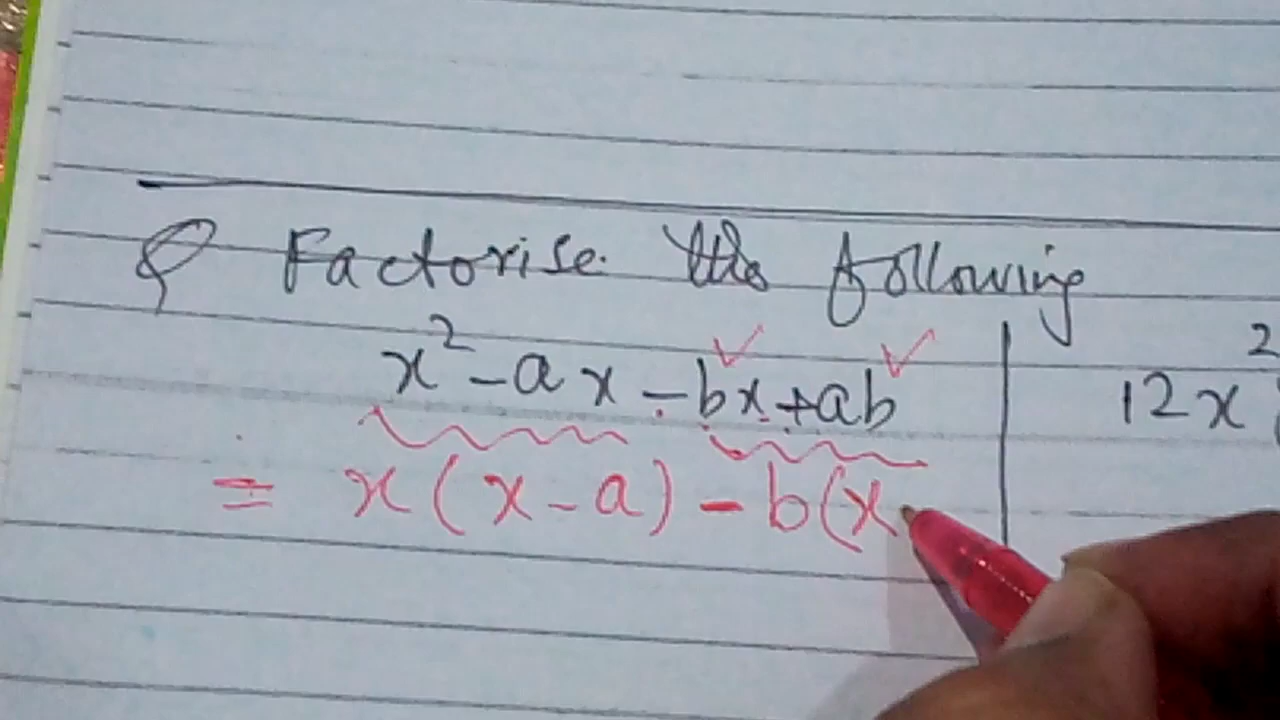 Q Factorise the following
x² - ax - bx + ab
12x²
= x(x - a) - b(x